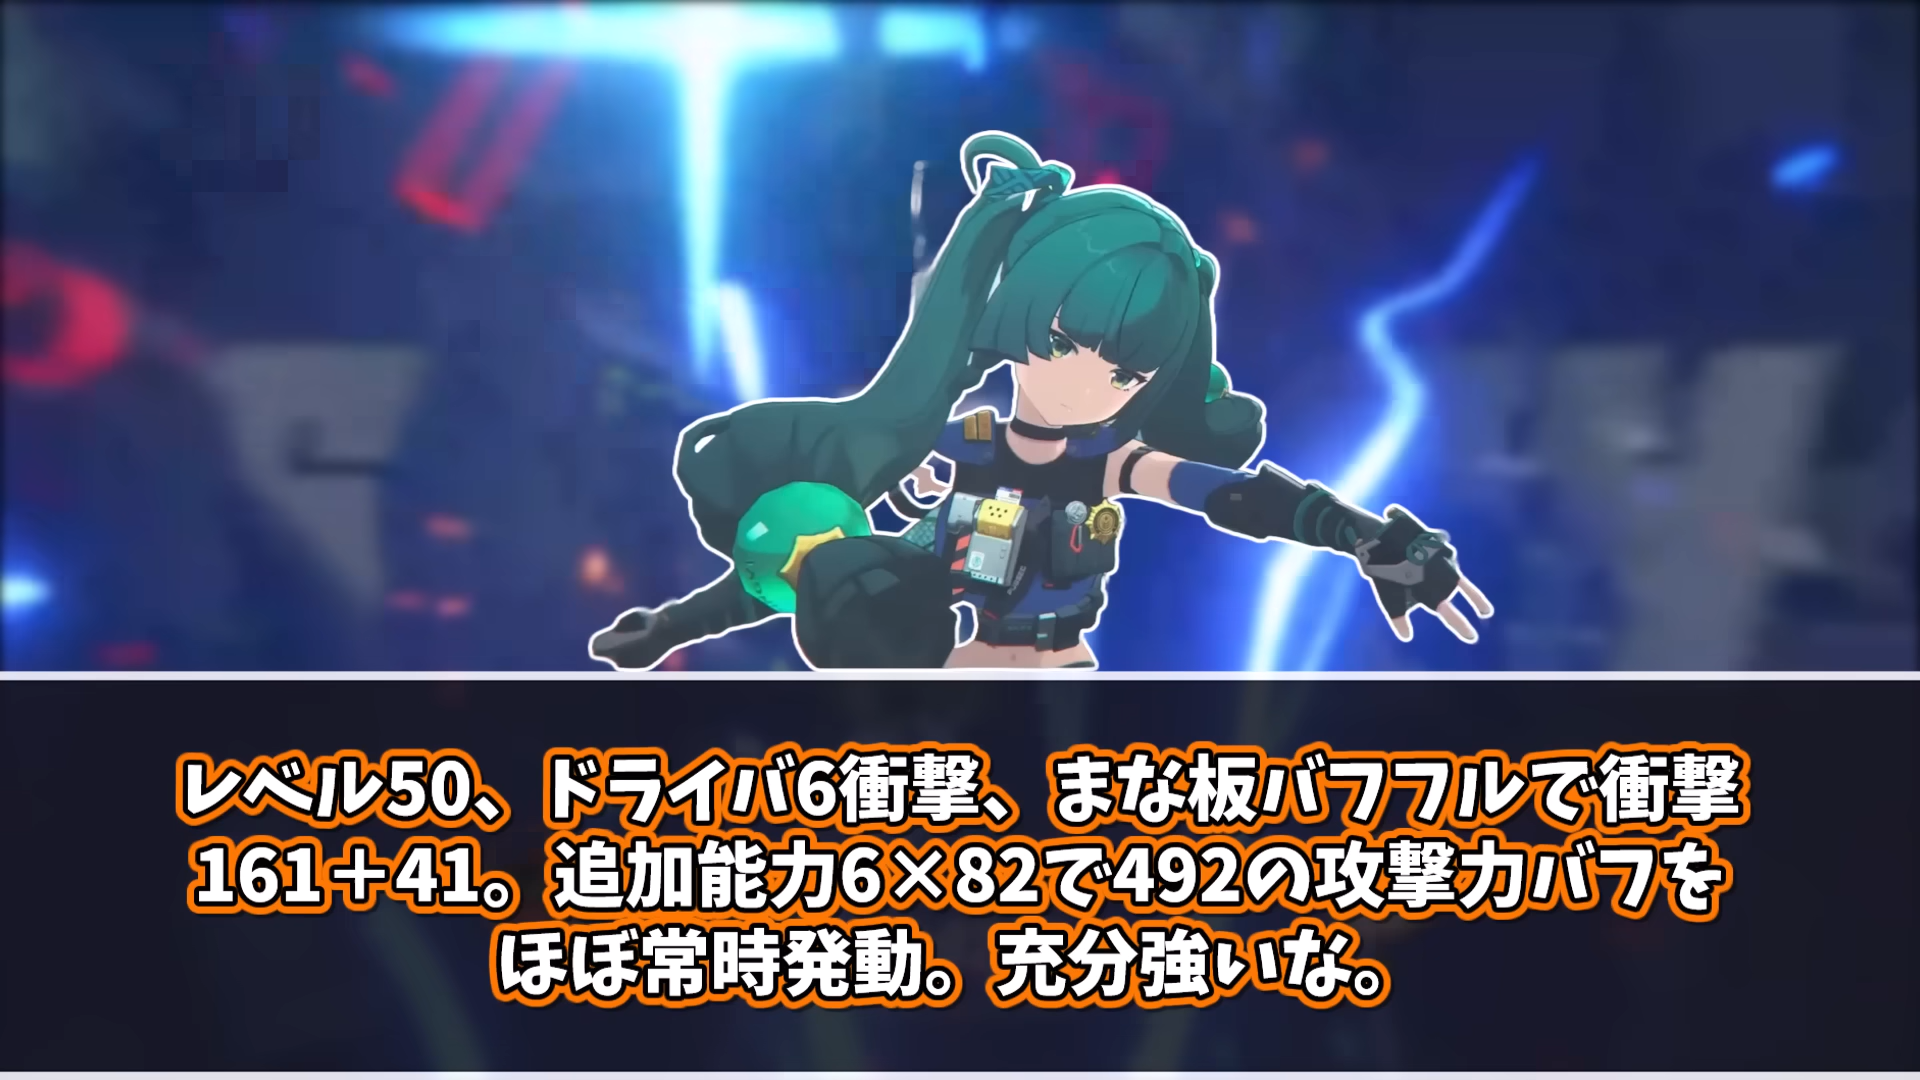 レベル50、ドライバ6衝撃、まな板バフフルで衝撃
161＋41。追加能力6×82で492の攻撃力バフを
ほぼ常時発動。充分強いな。